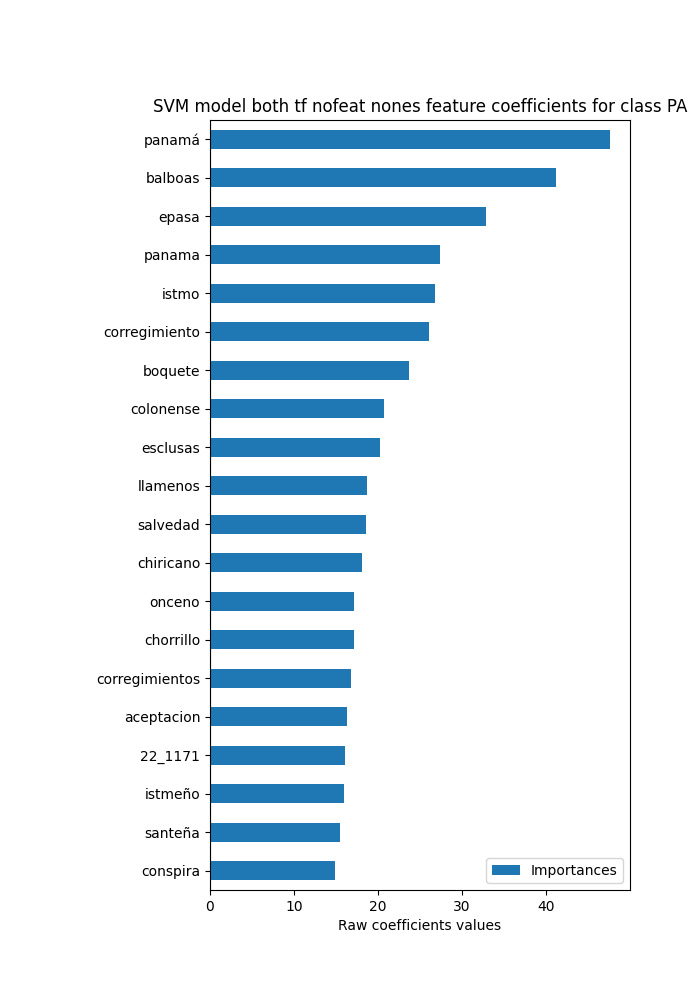 SVM model both tf nofeat nones feature coefficients for class PA
panamá
balboas
epasa
panama
istmo
corregimiento
boquete
colonense
esclusas
llamenos
salvedad
chiricano
onceno
chorrillo
corregimientos
aceptacion
22_1171
istmeño
santeña
conspira
Importances
0 10 20 30 40
Raw coefficients values